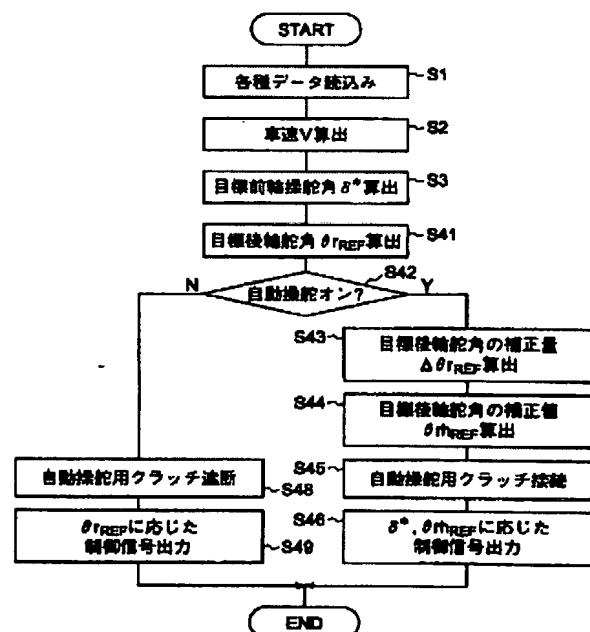 START
各種データ読込み
S1
車速V算出
S2
目標前輪操舵角δ*算出
S3
目標後輪舵角θrREF算出
S41
S42
自動操舵オン?
N
Y
S43
目標後輪舵角の補正量
ΔθrREF算出
S44
目標後輪舵角の補正値
θrhREF算出
S45
自動操舵用クラッチ接続
自動操舵用クラッチ遮断
S48
S46
δ*, θrhREFに応じた
制御信号出力
θrREFに応じた
制御信号出力
S49
END